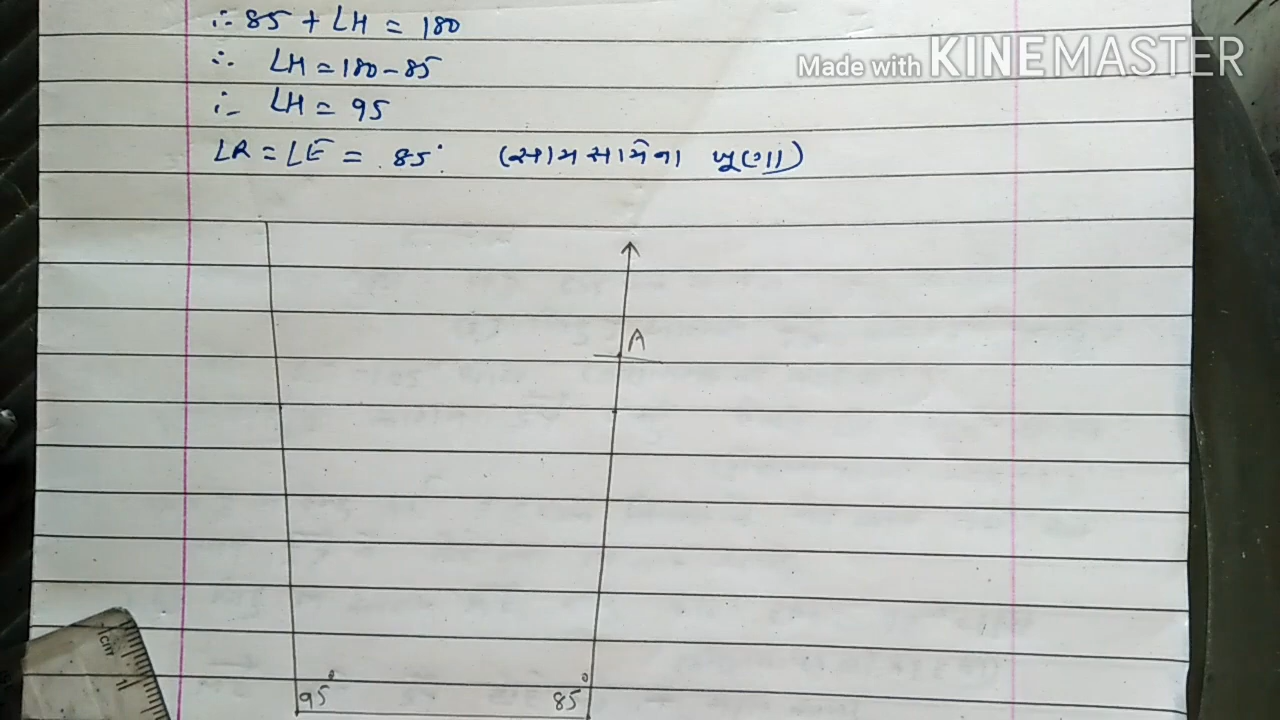 ∴ 85 + ∠H = 180
Made with KINEMASTER
∴ ∠H = 180 - 85
∴ ∠H = 95
∠R = ∠E = 85° (સામસામેના ખૂણા)
A
95° 85°
cm